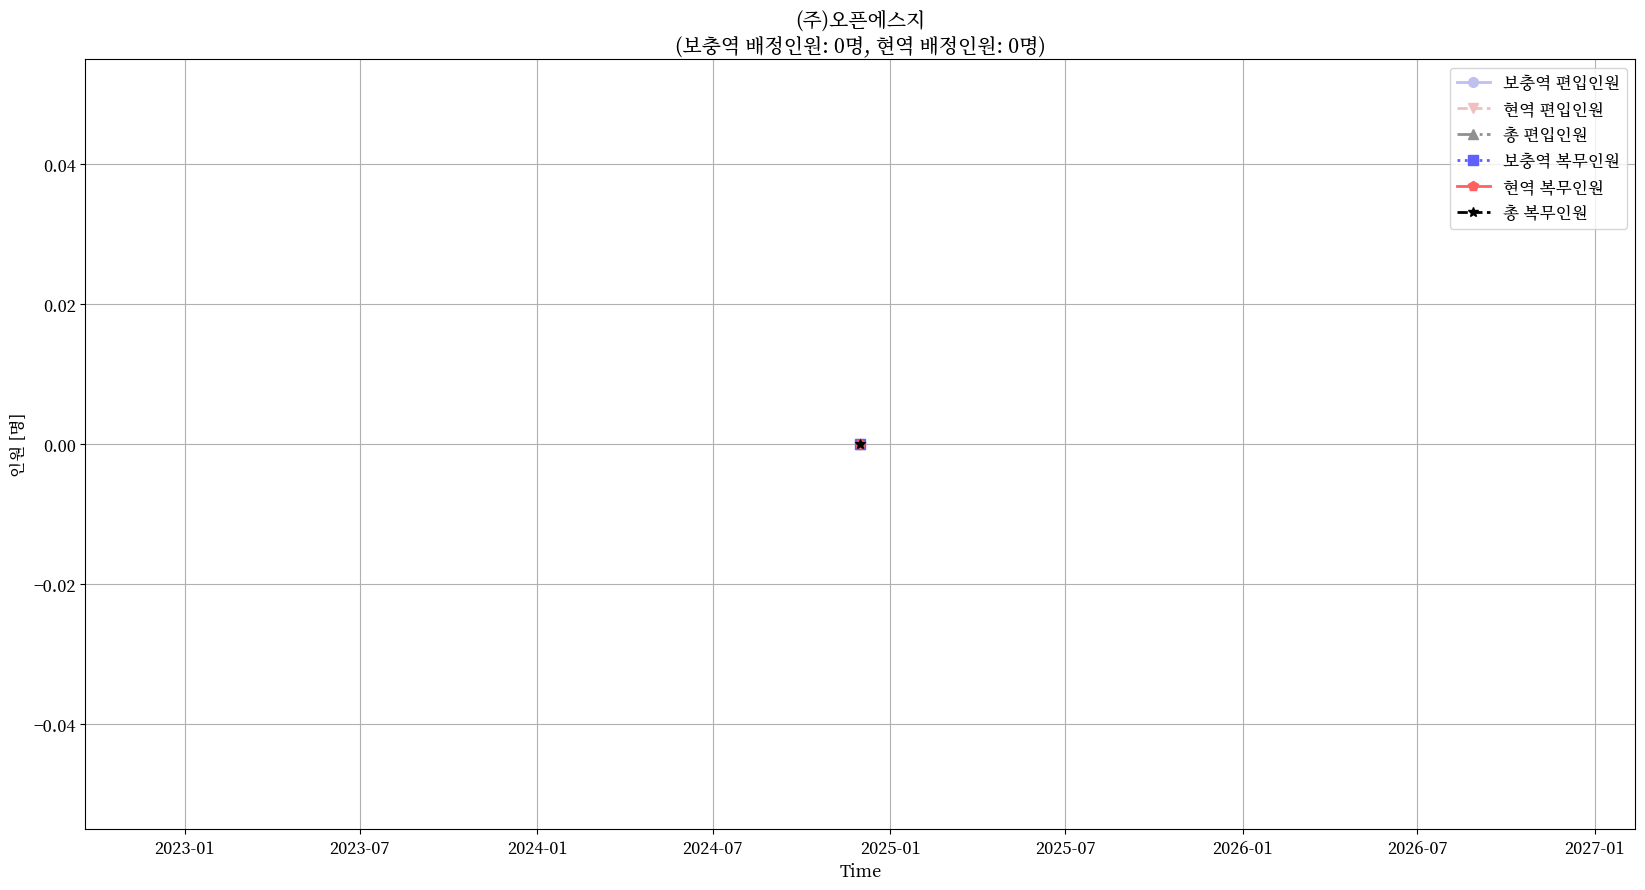 (주)오픈에스지
(보충역 배정인원: 0명, 현역 배정인원: 0명)
보충역 편입인원
현역 편입인원
총 편입인원
보충역 복무인원
현역 복무인원
총 복무인원
인원 [명]
0.04
0.02
0.00
−0.02
−0.04
2023-01 2023-07 2024-01 2024-07 2025-01 2025-07 2026-01 2026-07 2027-01
Time